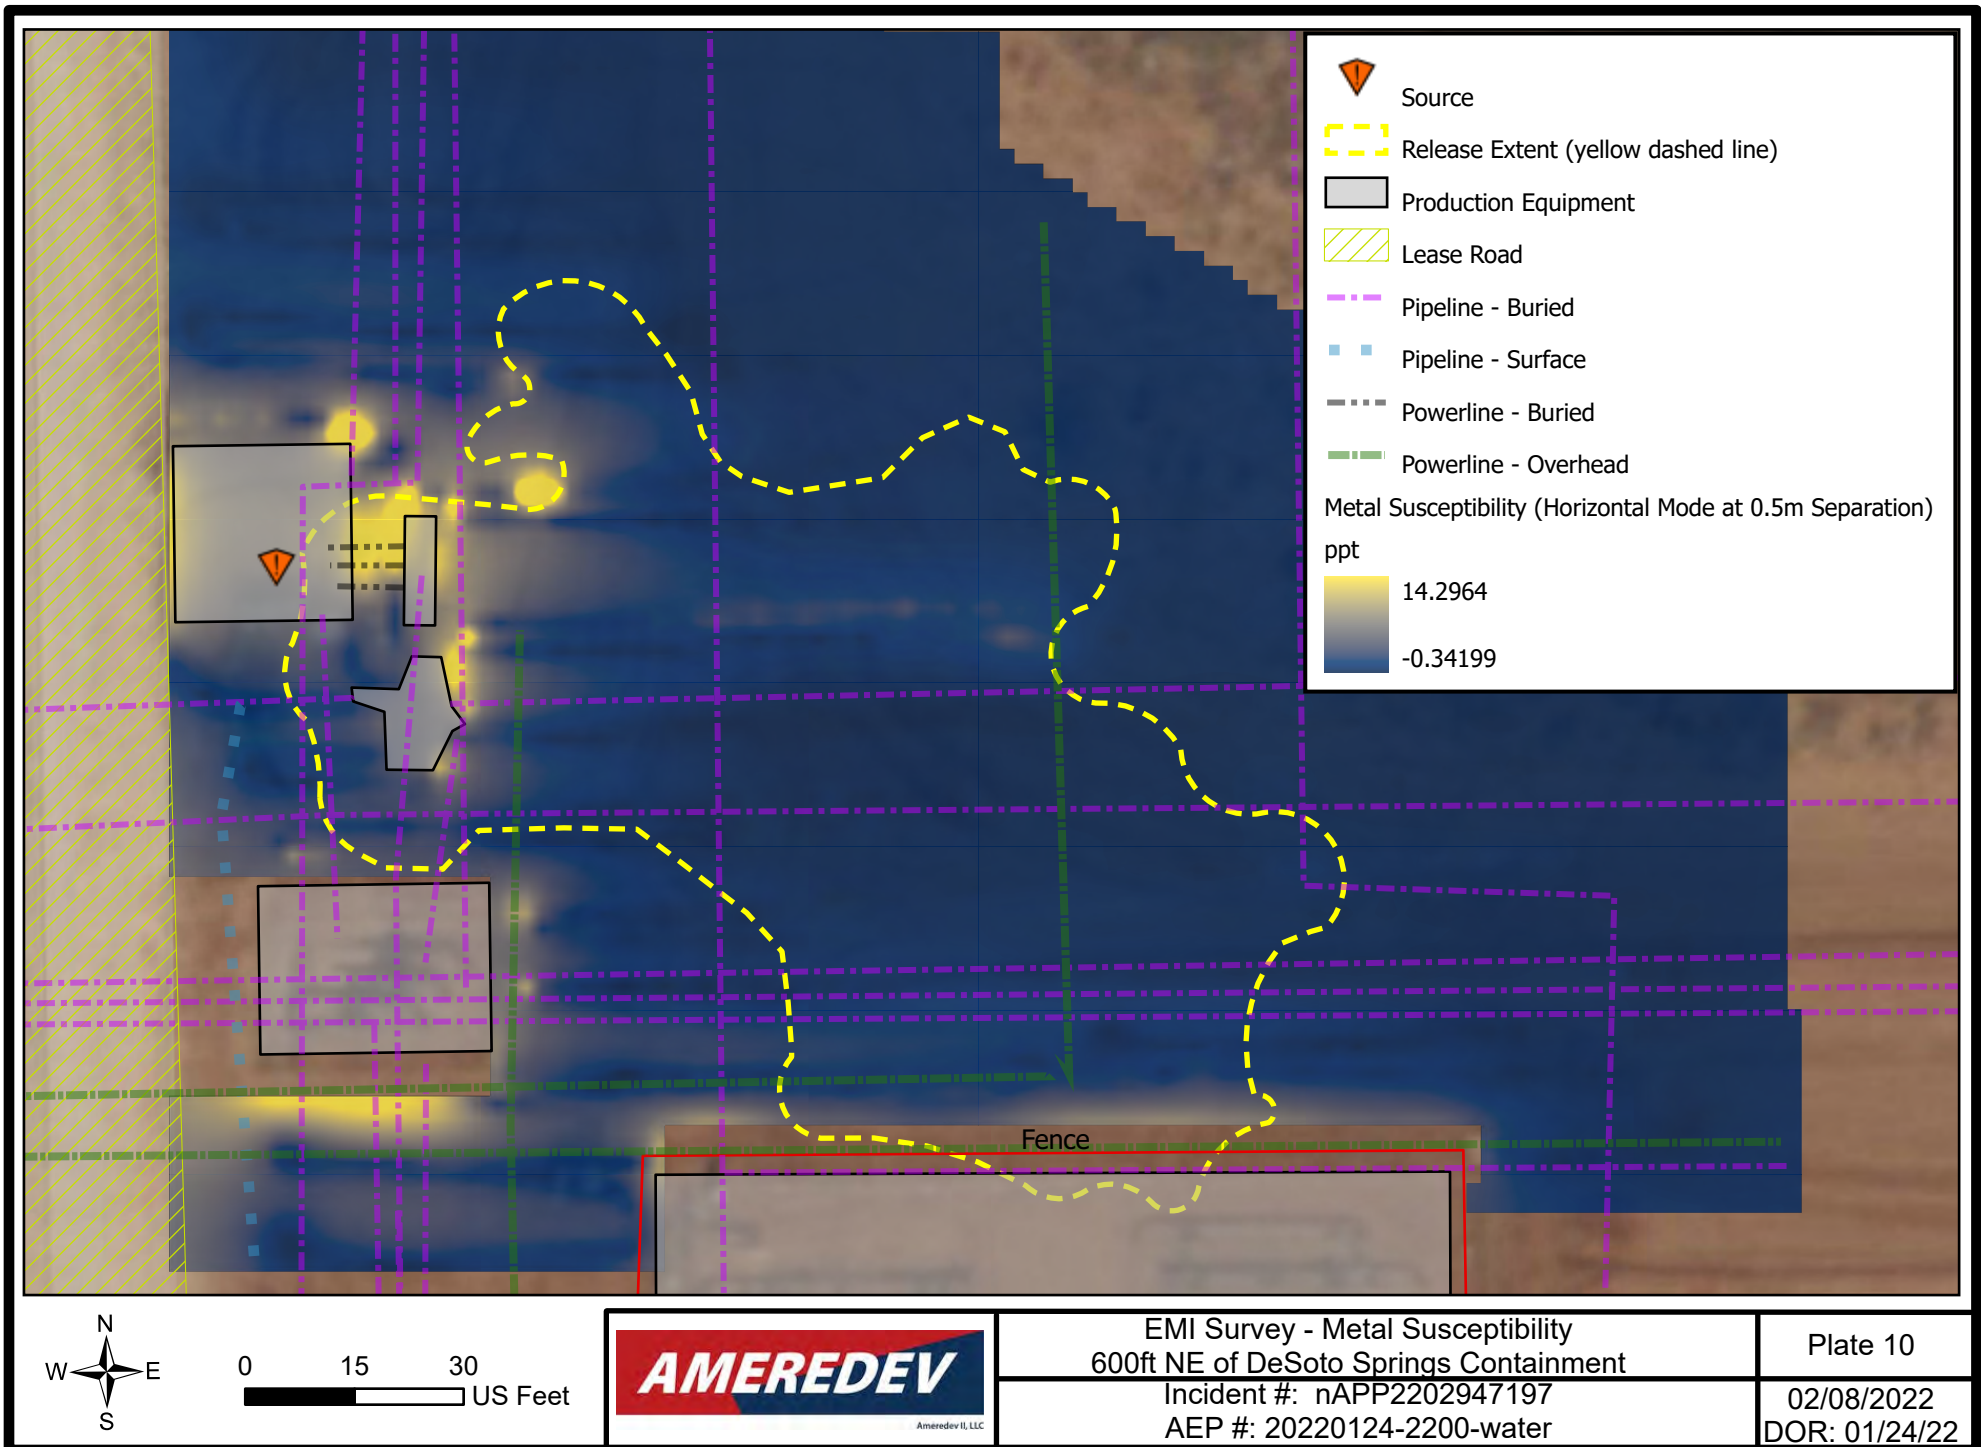 Source
Release Extent (yellow dashed line)
Production Equipment
Lease Road
Pipeline - Buried
Pipeline - Surface
Powerline - Buried
Powerline - Overhead
Metal Susceptibility (Horizontal Mode at 0.5m Separation)
ppt
14.2964
-0.34199
Fence
N
W E
S
0 15 30
US Feet
AMEREDEV
Ameredev II, LLC
EMI Survey - Metal Susceptibility
600ft NE of DeSoto Springs Containment
Incident #: nAPP2202947197
AEP #: 20220124-2200-water
Plate 10
02/08/2022
DOR: 01/24/22